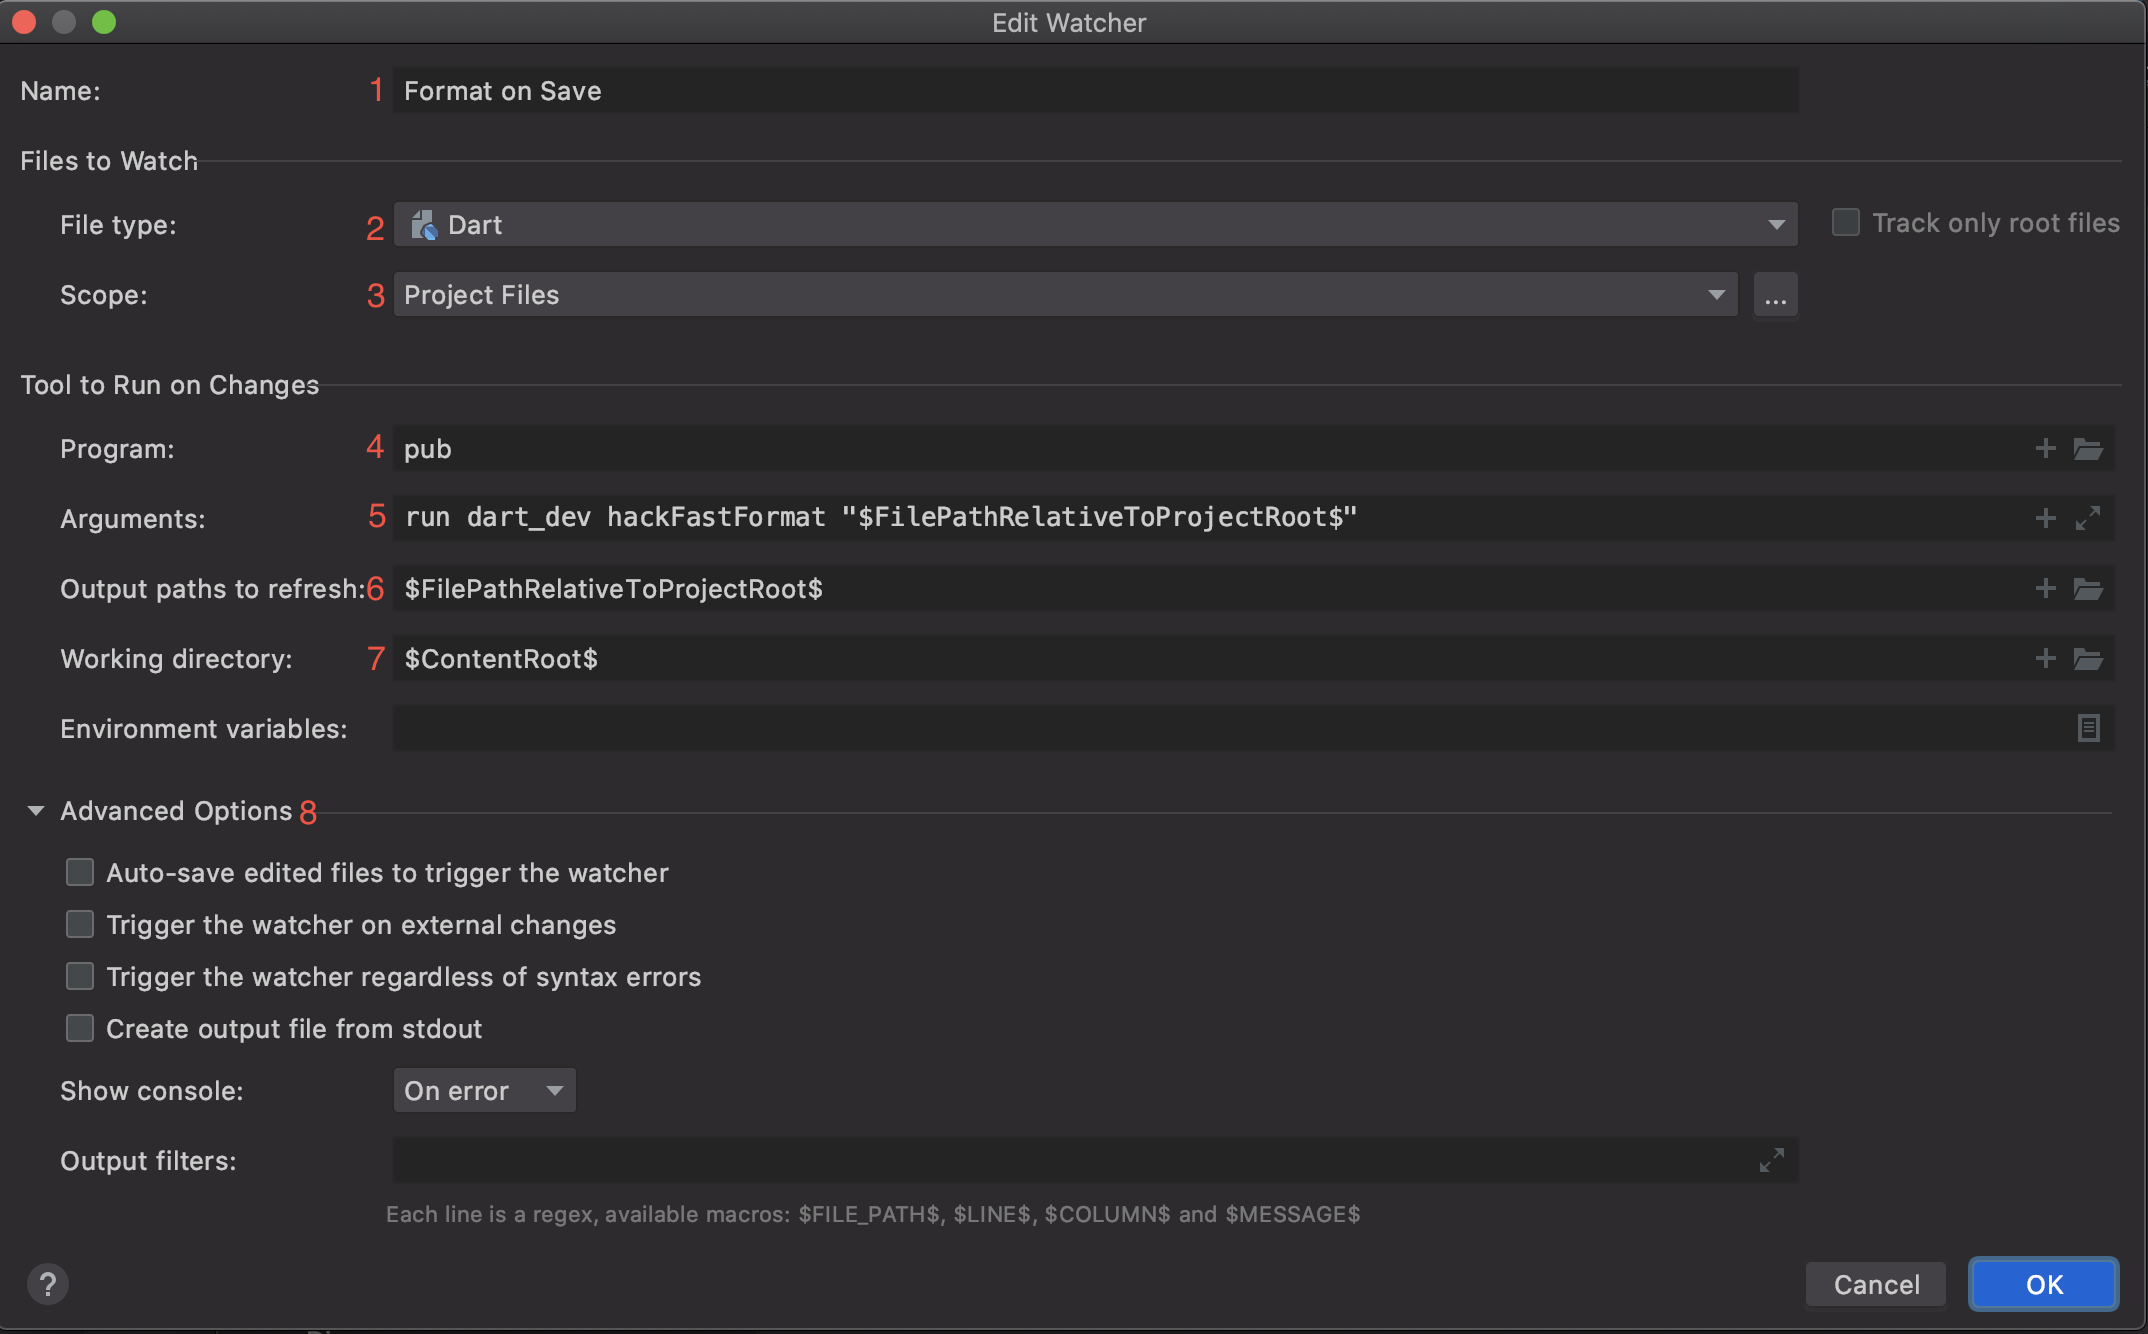 Edit Watcher
Name: 1 Format on Save
Files to Watch
File type: 2 Dart Track only root files
Scope: 3 Project Files ...
Tool to Run on Changes
Program: 4 pub
Arguments: 5 run dart_dev hackFastFormat "$FilePathRelativeToProjectRoot$"
Output paths to refresh: 6 $FilePathRelativeToProjectRoot$
Working directory: 7 $ContentRoot$
Environment variables:
Advanced Options 8
Auto-save edited files to trigger the watcher
Trigger the watcher on external changes
Trigger the watcher regardless of syntax errors
Create output file from stdout
Show console: On error
Output filters:
Each line is a regex, available macros: $FILE_PATH$, $LINE$, $COLUMN$ and $MESSAGE$
? Cancel OK